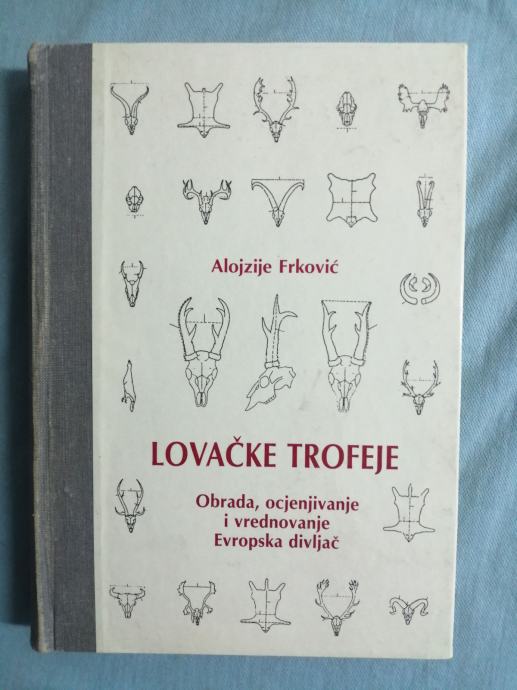 Alojzije Frković
LOVAČKE TROFEJE
Obrada, ocjenjivanje
i vrednovanje
Evropska divljač